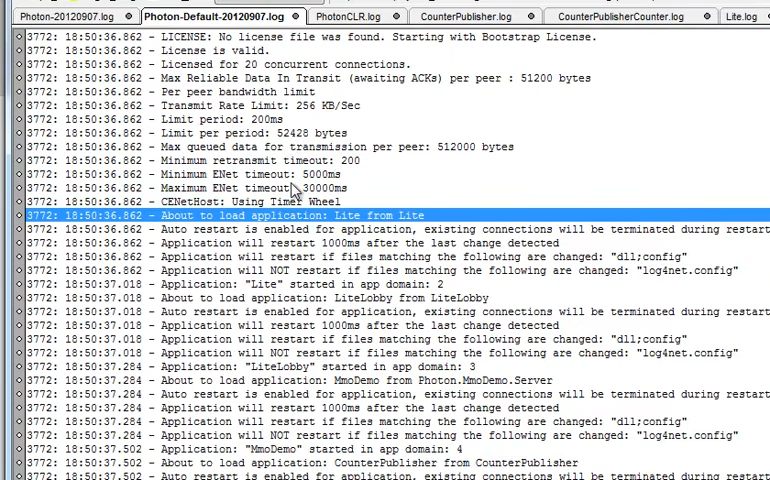 Photon-20120907.log Photon-Default-20120907.log PhotonCLR.log CounterPublisher.log CounterPublisherCounter.log Lite.log
3772: 18:50:36.862 - LICENSE: No license file was found. Starting with Bootstrap License.
3772: 18:50:36.862 - License is valid.
3772: 18:50:36.862 - Licensed for 20 concurrent connections.
3772: 18:50:36.862 - Max Reliable Data In Transit (awaiting ACKs) per peer : 51200 bytes
3772: 18:50:36.862 - Per peer bandwidth limit
3772: 18:50:36.862 - Transmit Rate Limit: 256 KB/Sec
3772: 18:50:36.862 - Limit period: 200ms
3772: 18:50:36.862 - Limit per period: 52428 bytes
3772: 18:50:36.862 - Max queued data for transmission per peer: 512000 bytes
3772: 18:50:36.862 - Minimum retransmit timeout: 200
3772: 18:50:36.862 - Minimum ENet timeout: 5000ms
3772: 18:50:36.862 - Maximum ENet timeout: 30000ms
3772: 18:50:36.862 - CENetHost: Using Timer Wheel
3772: 18:50:36.862 - About to load application: Lite from Lite
3772: 18:50:36.862 - Auto restart is enabled for application, existing connections will be terminated during restart
3772: 18:50:36.862 - Application will restart 1000ms after the last change detected
3772: 18:50:36.862 - Application will restart if files matching the following are changed: "dll;config"
3772: 18:50:36.862 - Application will NOT restart if files matching the following are changed: "log4net.config"
3772: 18:50:37.018 - Application: "Lite" started in app domain: 2
3772: 18:50:37.018 - About to load application: LiteLobby from LiteLobby
3772: 18:50:37.018 - Auto restart is enabled for application, existing connections will be terminated during restart
3772: 18:50:37.018 - Application will restart 1000ms after the last change detected
3772: 18:50:37.018 - Application will restart if files matching the following are changed: "dll;config"
3772: 18:50:37.018 - Application will NOT restart if files matching the following are changed: "log4net.config"
3772: 18:50:37.284 - Application: "LiteLobby" started in app domain: 3
3772: 18:50:37.284 - About to load application: MmoDemo from Photon.MmoDemo.Server
3772: 18:50:37.284 - Auto restart is enabled for application, existing connections will be terminated during restart
3772: 18:50:37.284 - Application will restart 1000ms after the last change detected
3772: 18:50:37.284 - Application will restart if files matching the following are changed: "dll;config"
3772: 18:50:37.284 - Application will NOT restart if files matching the following are changed: "log4net.config"
3772: 18:50:37.502 - Application: "MmoDemo" started in app domain: 4
3772: 18:50:37.502 - About to load application: CounterPublisher from CounterPublisher
3772: 18:50:37.502 - Auto restart is enabled for application, existing connections will be terminated during restart